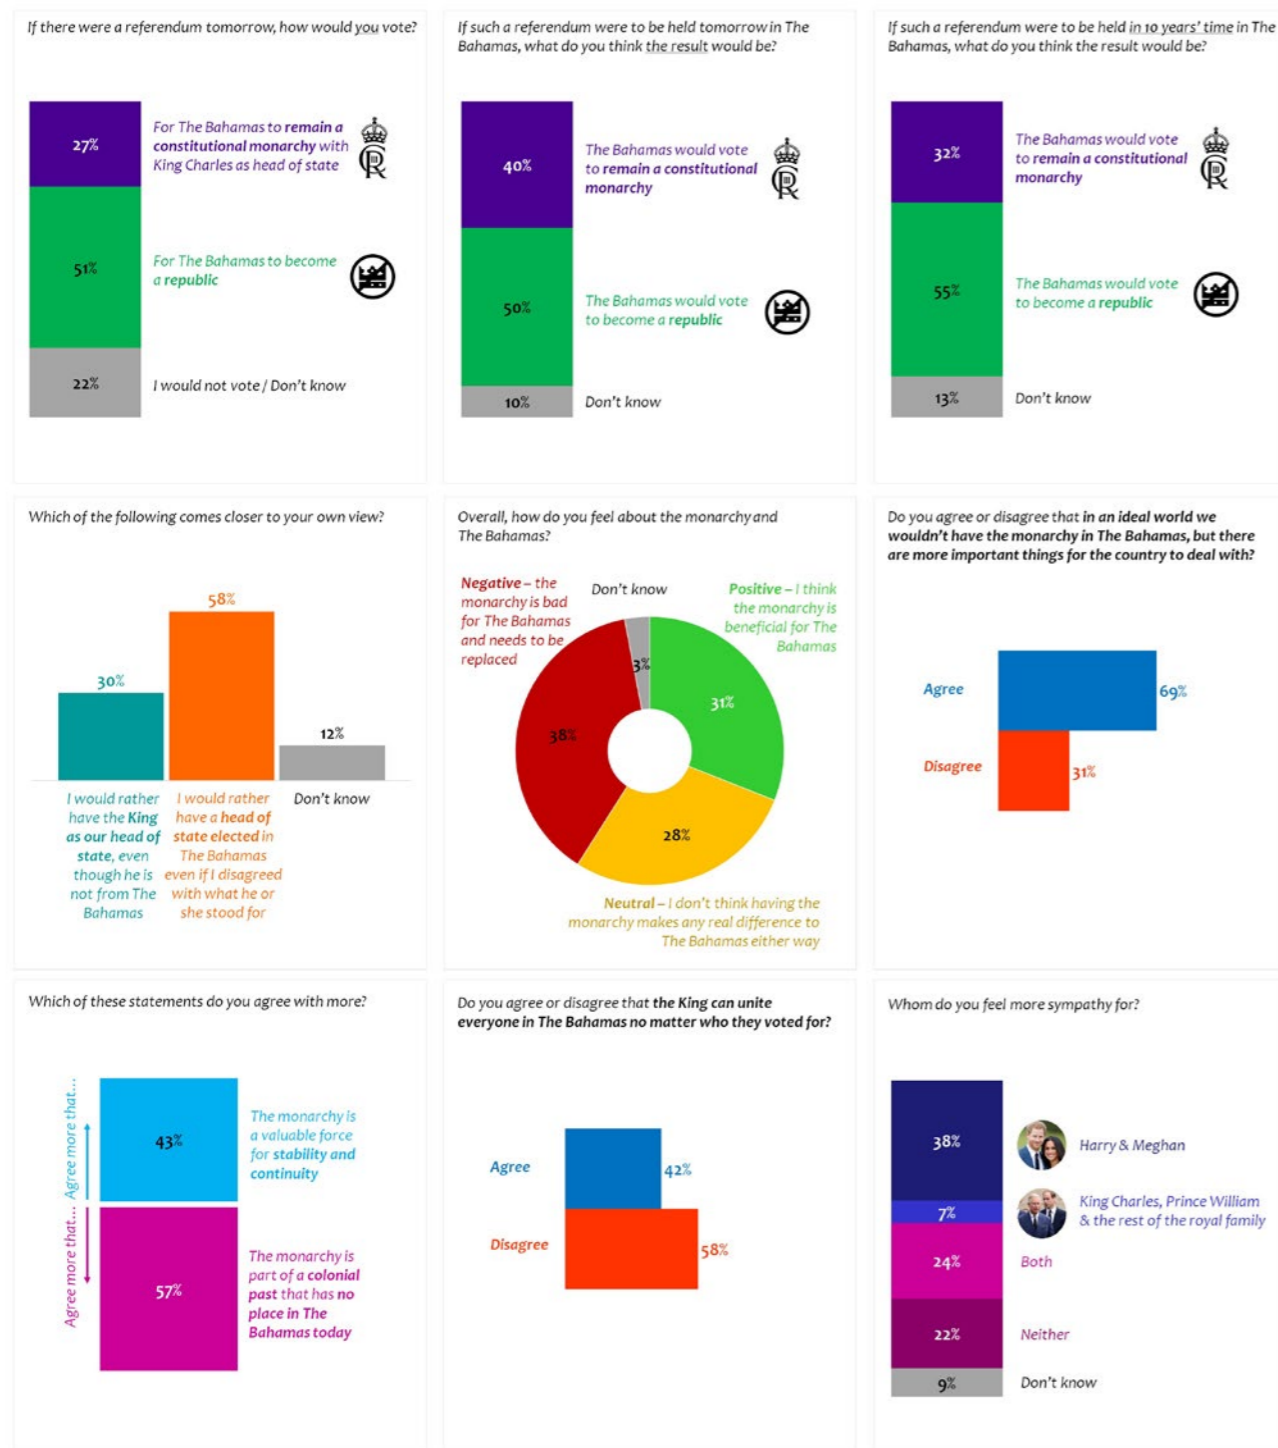 If there were a referendum tomorrow, how would you vote?
27%
For The Bahamas to remain a
constitutional monarchy with
King Charles as head of state
51%
For The Bahamas to become
a republic
22%
I would not vote / Don't know
If such a referendum were to be held tomorrow in The
Bahamas, what do you think the result would be?
40%
The Bahamas would vote
to remain a constitutional
monarchy
50%
The Bahamas would vote
to become a republic
10%
Don't know
If such a referendum were to be held in 10 years' time in The
Bahamas, what do you think the result would be?
32%
The Bahamas would vote
to remain a constitutional
monarchy
55%
The Bahamas would vote
to become a republic
13%
Don't know
Which of the following comes closer to your own view?
30%
58%
12%
I would rather
have the King
as our head of
state, even
though he is
not from The
Bahamas
I would rather
have a head of
state elected in
The Bahamas
even if I disagreed
with what he or
she stood for
Don't know
Overall, how do you feel about the monarchy and
The Bahamas?
Negative – the
monarchy is bad
for The Bahamas
and needs to be
replaced
Don't know
Positive – I think
the monarchy is
beneficial for The
Bahamas
3%
31%
38%
28%
Neutral – I don't think having the
monarchy makes any real difference to
The Bahamas either way
Do you agree or disagree that in an ideal world we
wouldn't have the monarchy in The Bahamas, but there
are more important things for the country to deal with?
Agree
69%
Disagree
31%
Which of these statements do you agree with more?
Agree more that...
43%
The monarchy is
a valuable force
for stability and
continuity
Agree more that...
57%
The monarchy is
part of a colonial
past that has no
place in The
Bahamas today
Do you agree or disagree that the King can unite
everyone in The Bahamas no matter who they voted for?
Agree
42%
Disagree
58%
Whom do you feel more sympathy for?
38%
Harry & Meghan
7%
King Charles, Prince William
& the rest of the royal family
24%
Both
22%
Neither
9%
Don't know